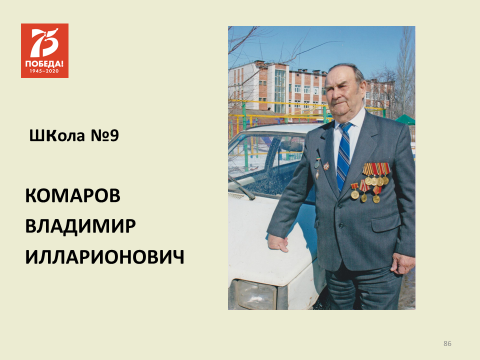 75
ПОБЕДА!
1945–2020
ШКола №9
КОМАРОВ
ВЛАДИМИР
ИЛЛАРИОНОВИЧ
86